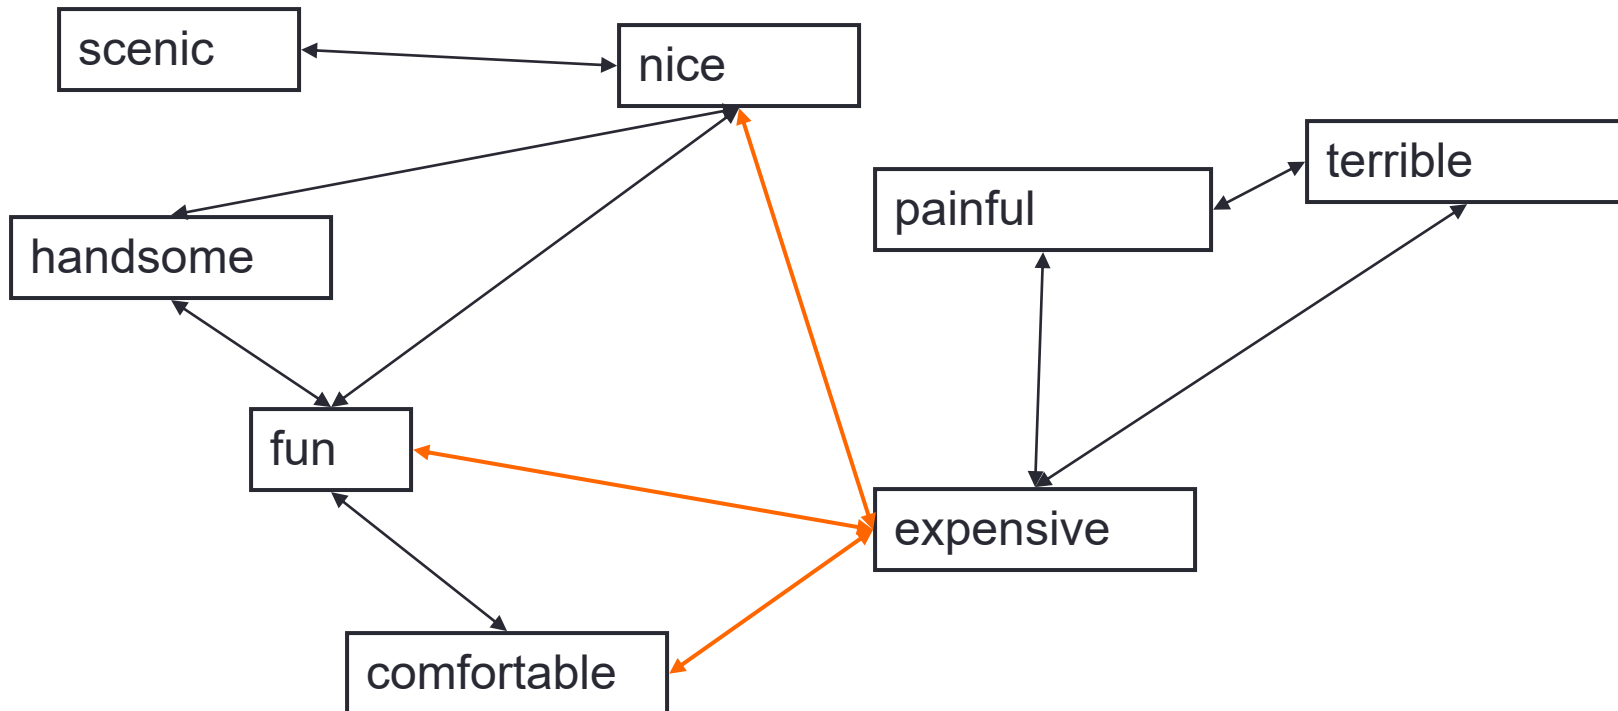 scenic
nice
terrible
painful
handsome
fun
expensive
comfortable